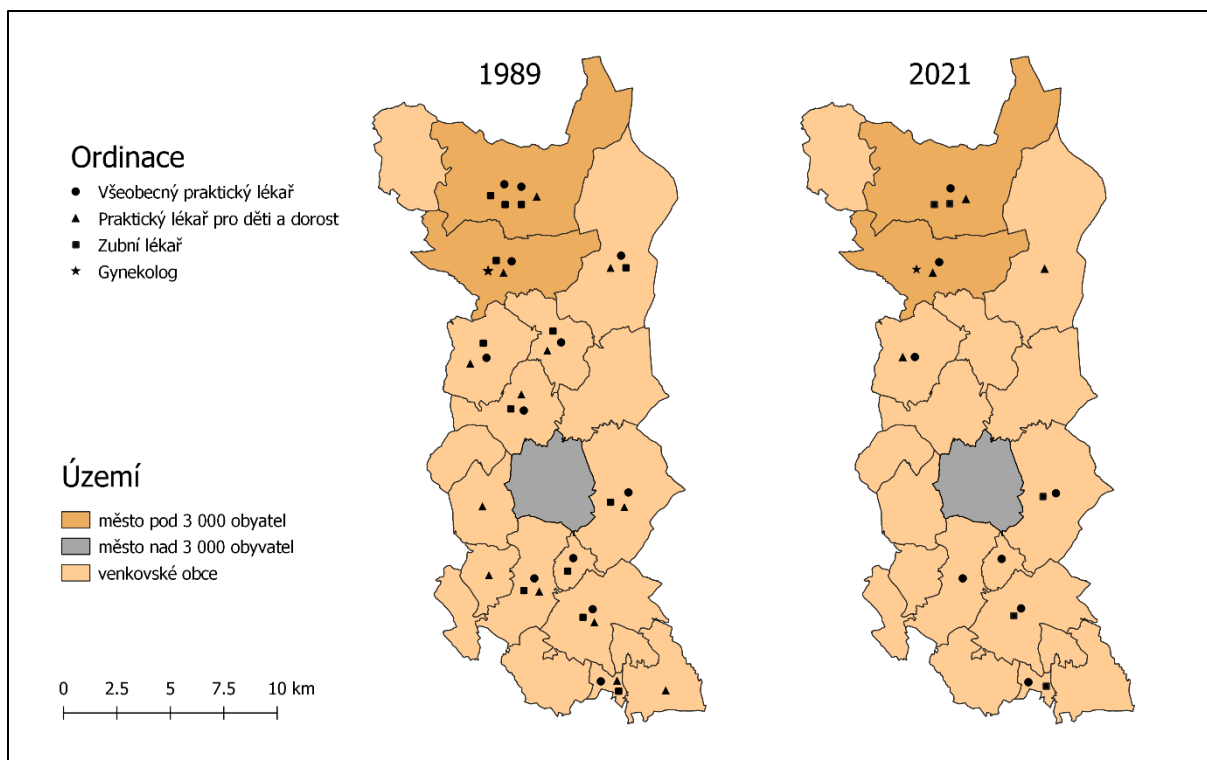 1989
2021
Ordinace
Všeobecný praktický lékař
Praktický lékař pro děti a dorost
Zubní lékař
Gynekolog
Území
město pod 3 000 obyatel
město nad 3 000 obyvatel
venkovské obce
0 2.5 5 7.5 10 km